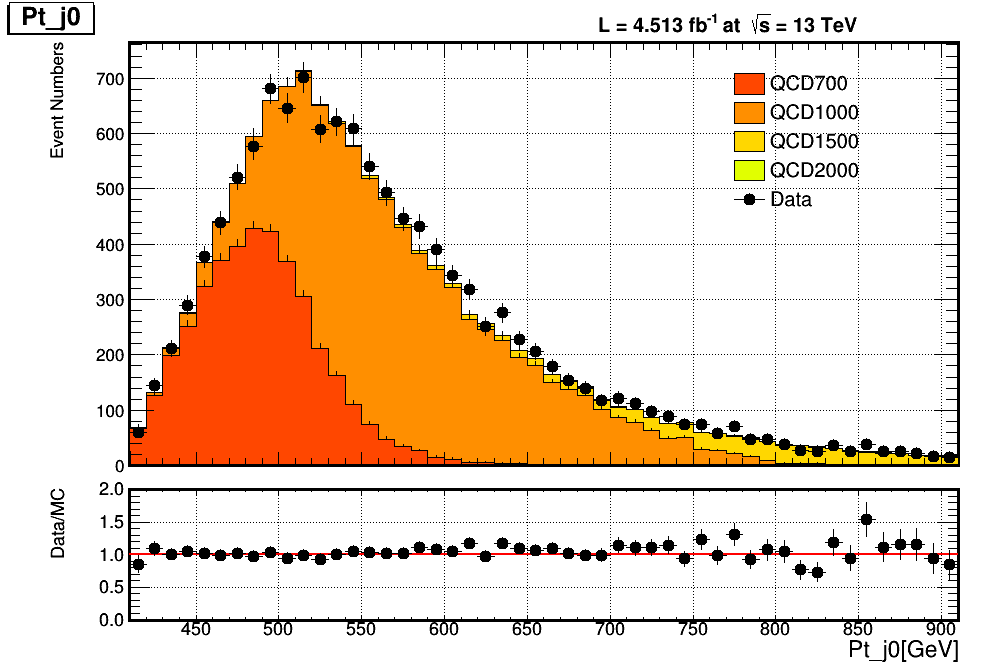 Pt_j0
L = 4.513 fb⁻¹ at √s = 13 TeV
Event Numbers
700
600
500
400
300
200
100
0
QCD700
QCD1000
QCD1500
QCD2000
Data
Data/MC
2.0
1.5
1.0
0.5
0.0
450 500 550 600 650 700 750 800 850 900
Pt_j0[GeV]